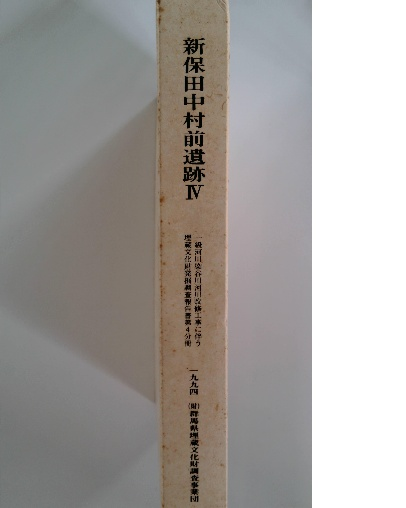 新保田中村前遺跡Ⅳ
一級河川染谷川河川改修工事に伴う
埋蔵文化財発掘調査報告書第4分冊
一九九四
(財)群馬県埋蔵文化財調査事業団